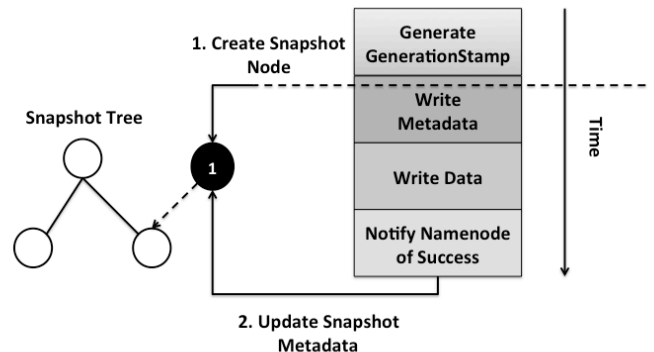 1. Create Snapshot
Node
Generate
GenerationStamp
Write
Metadata
Snapshot Tree
Time
1
Write Data
Notify Namenode
of Success
2. Update Snapshot
Metadata